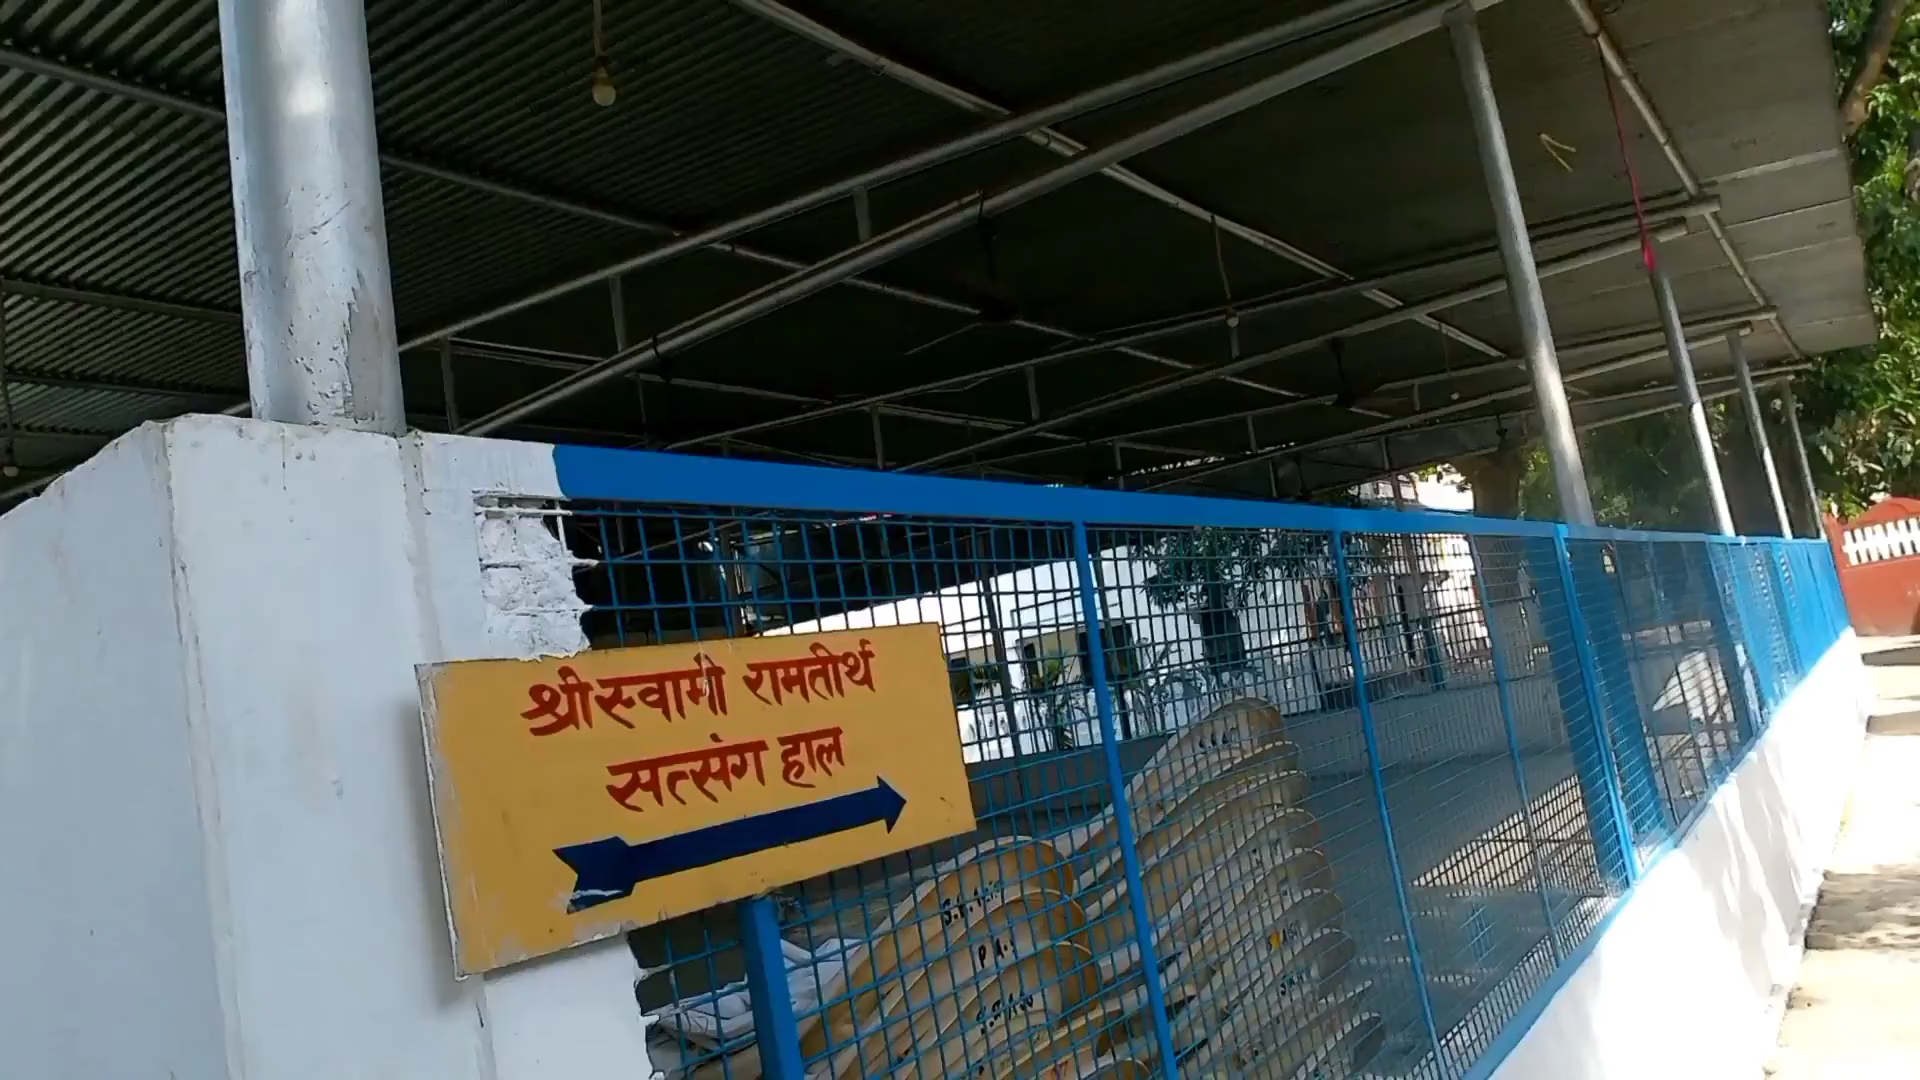 श्री स्वामी रामतीर्थ
सत्संग हाल